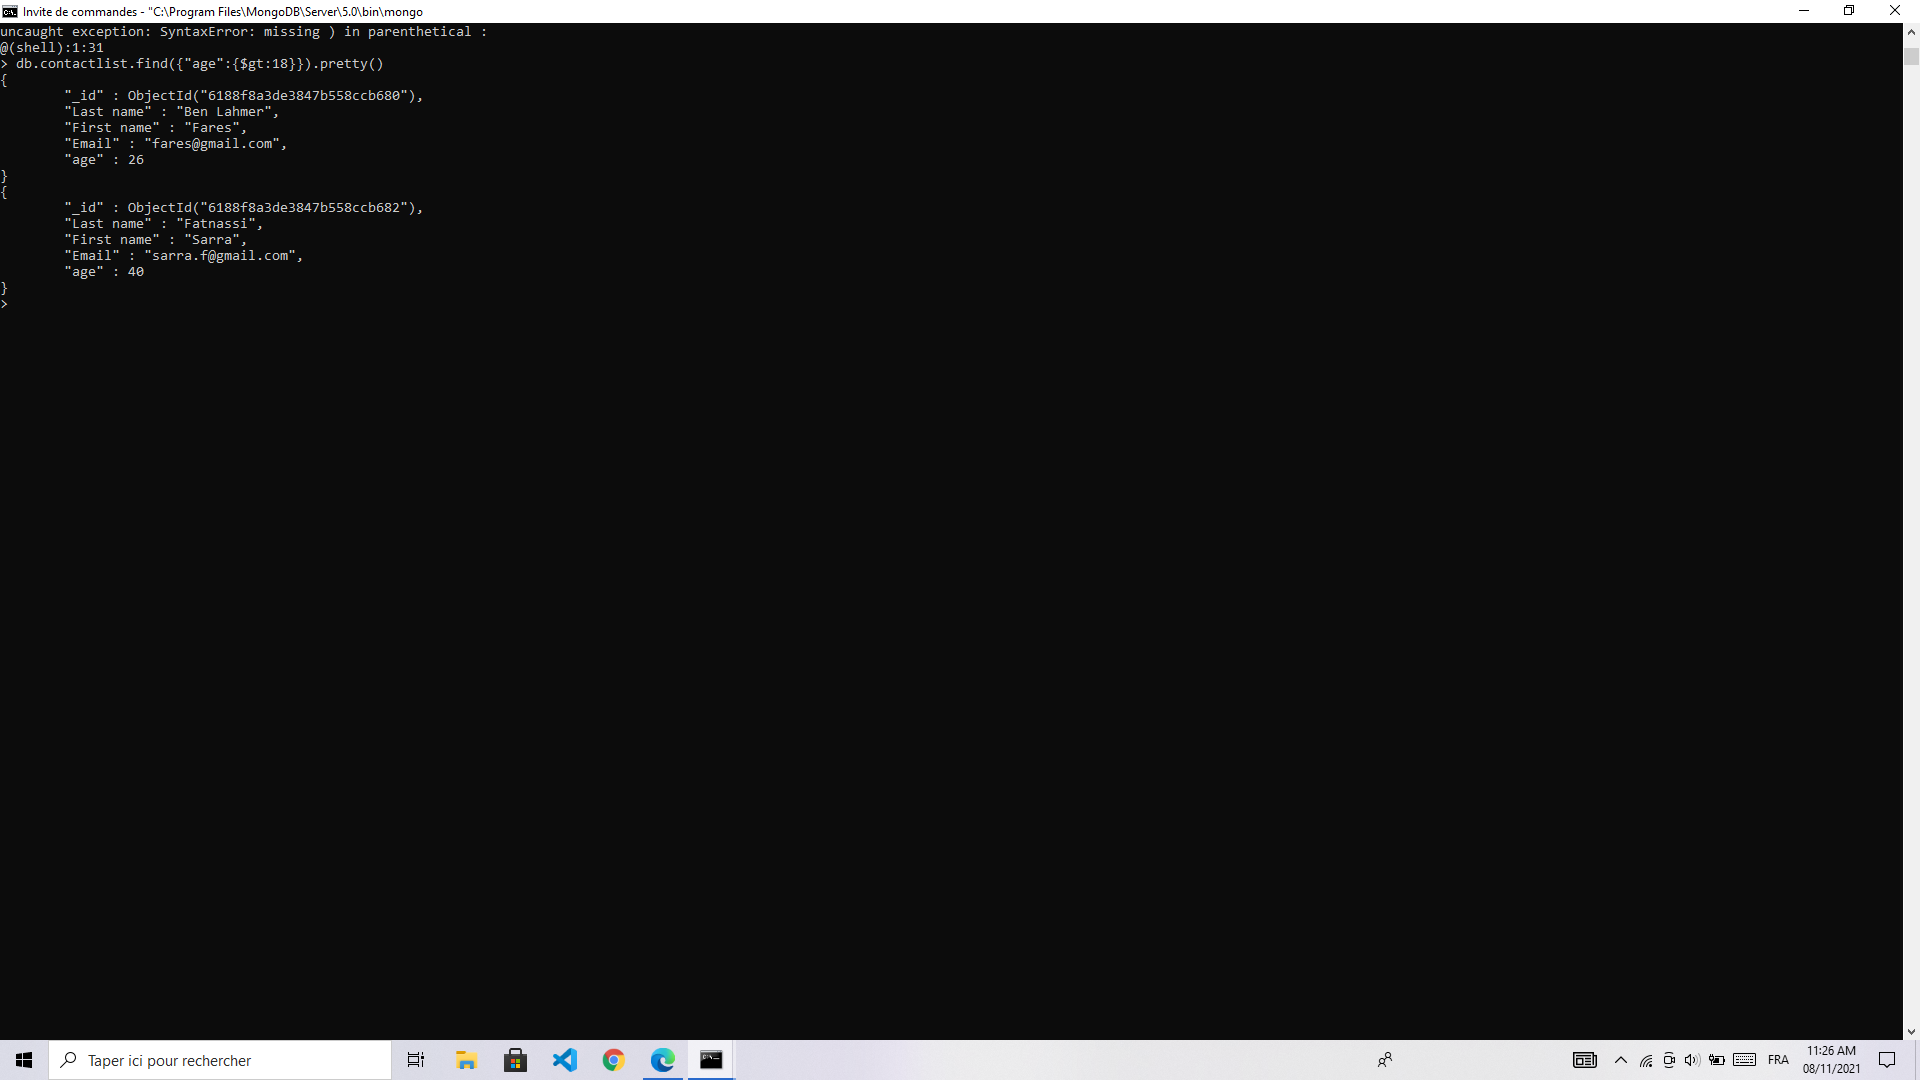 Invite de commandes - "C:\Program Files\MongoDB\Server\5.0\bin\mongo
uncaught exception: SyntaxError: missing ) in parenthetical :
@(shell):1:31
> db.contactlist.find({"age":{$gt:18}}).pretty()
{
        "_id" : ObjectId("6188f8a3de3847b558ccb680"),
        "Last name" : "Ben Lahmer",
        "First name" : "Fares",
        "Email" : "fares@gmail.com",
        "age" : 26
}
{
        "_id" : ObjectId("6188f8a3de3847b558ccb682"),
        "Last name" : "Fatnassi",
        "First name" : "Sarra",
        "Email" : "sarra.f@gmail.com",
        "age" : 40
}
>
Taper ici pour rechercher
FRA
11:26 AM
08/11/2021